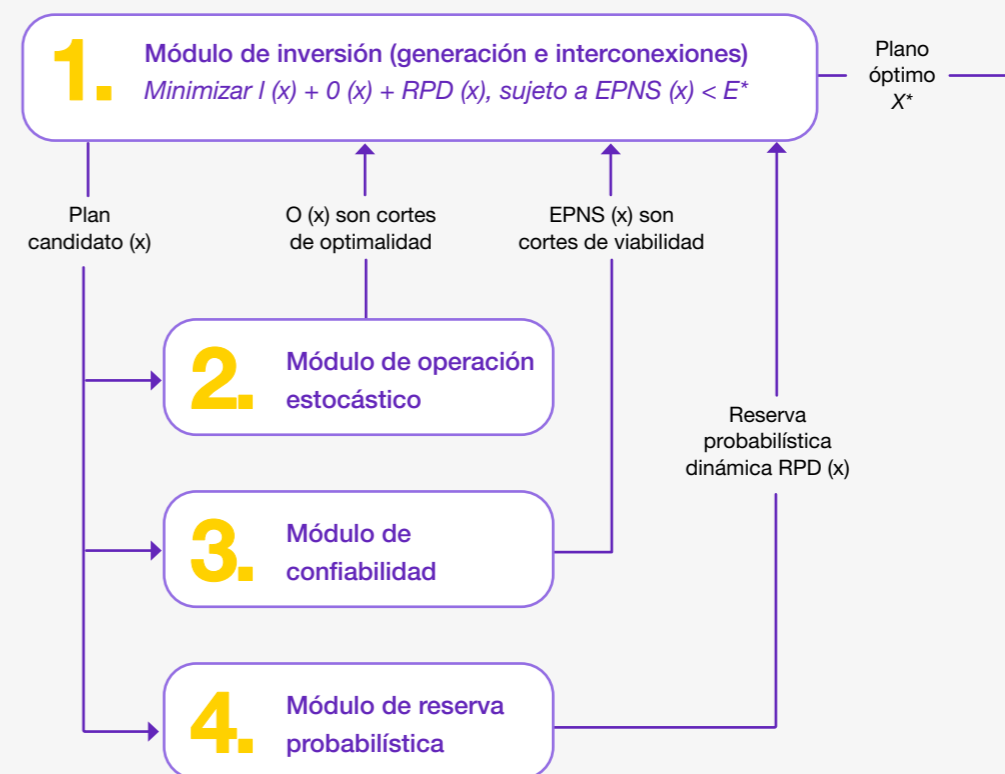 1.
Módulo de inversión (generación e interconexiones)
Minimizar I (x) + 0 (x) + RPD (x), sujeto a EPNS (x) < E*
Plano
óptimo
X*
Plan
candidato (x)
O (x) son cortes
de optimalidad
EPNS (x) son
cortes de viabilidad
2.
Módulo de operación
estocástico
Reserva
probabilística
dinámica RPD (x)
3.
Módulo de
confiabilidad
4.
Módulo de reserva
probabilística